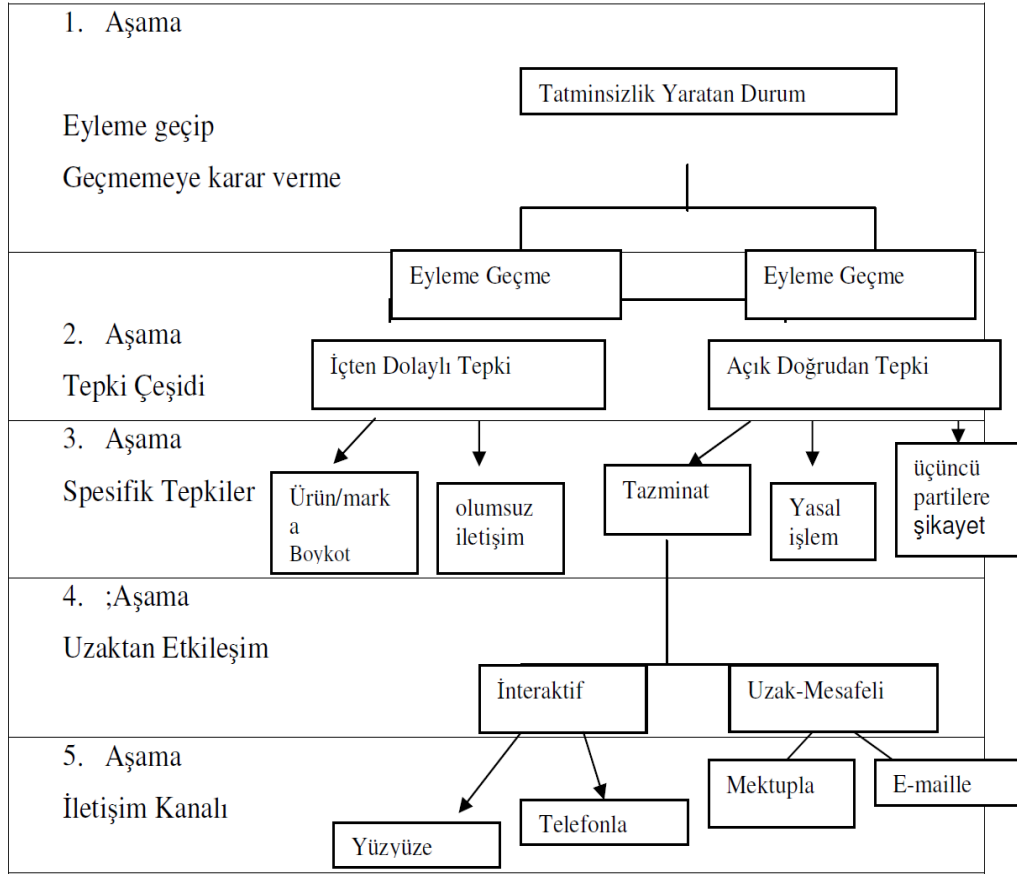 1. Aşama
Tatminsizlik Yaratan Durum
Eyleme geçip
Geçmemeye karar verme
Eyleme Geçme
Eyleme Geçme
2. Aşama
Tepki Çeşidi
İçten Dolaylı Tepki
Açık Doğrudan Tepki
3. Aşama
Spesifik Tepkiler
Ürün/mark
a
Boykot
olumsuz
iletişim
Tazminat
Yasal
işlem
üçüncü
partilere
şikayet
4. ;Aşama
Uzaktan Etkileşim
İnteraktif
Uzak-Mesafeli
5. Aşama
İletişim Kanalı
Yüzyüze
Telefonla
Mektupla
E-maille